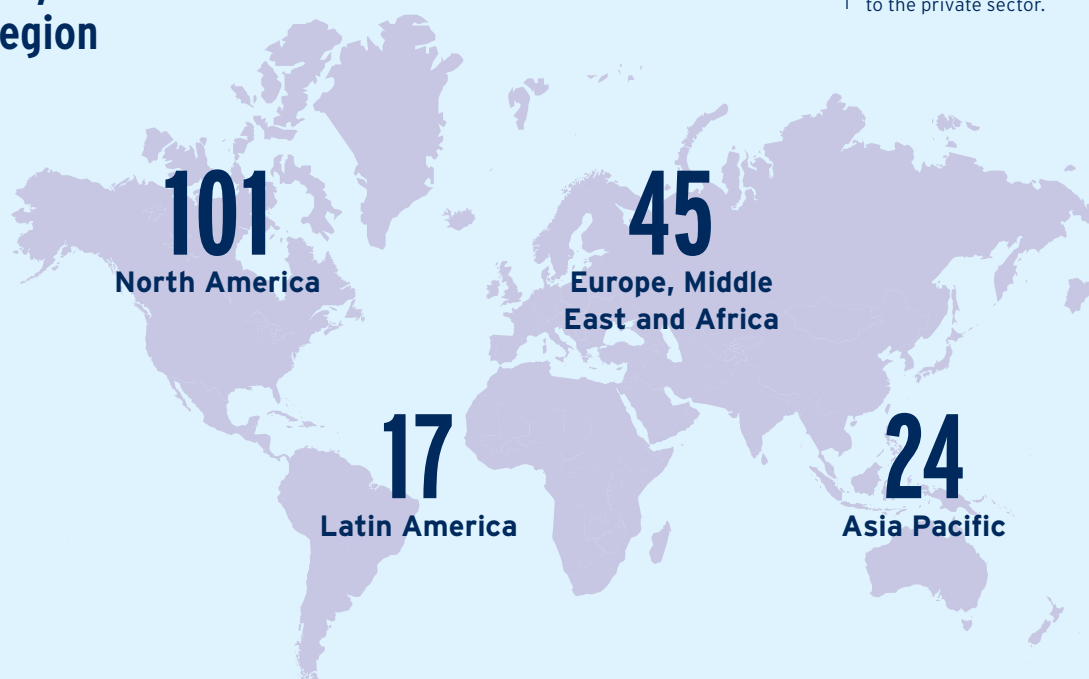 to the private sector.
egion
101
North America
45
Europe, Middle
East and Africa
17
Latin America
24
Asia Pacific